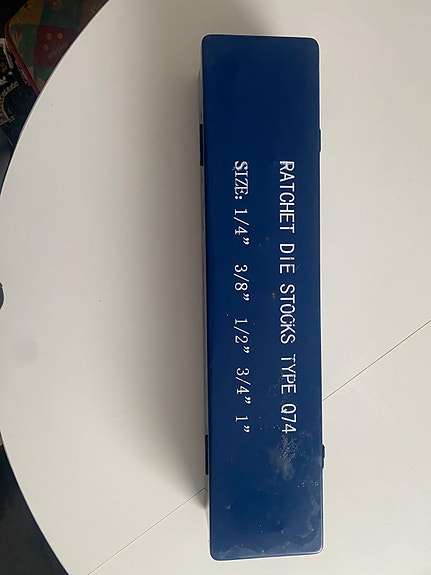 RATCHET DIE STOCKS TYPE Q74
SIZE: 1/4” 3/8” 1/2” 3/4” 1”